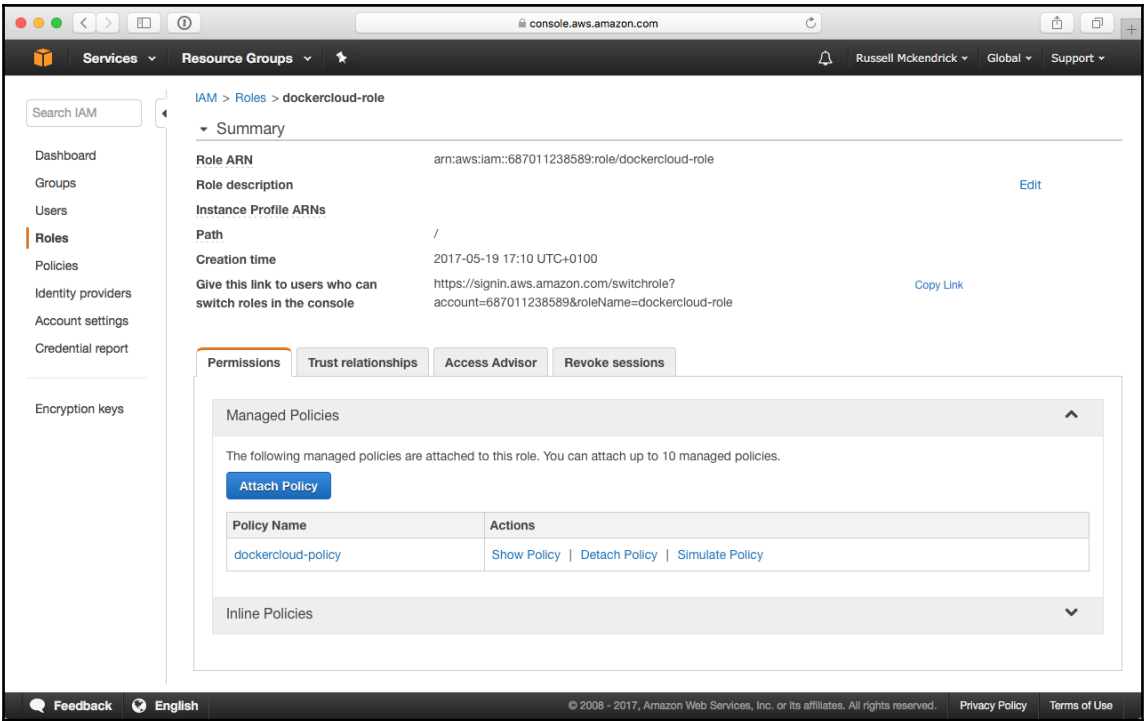 console.aws.amazon.com
Services Resource Groups Russell Mckendrick Global Support
Search IAM
Dashboard
Groups
Users
Roles
Policies
Identity providers
Account settings
Credential report
Encryption keys
IAM > Roles > dockercloud-role
Summary
Role ARN arn:aws:iam::687011238589:role/dockercloud-role
Role description Edit
Instance Profile ARNs
Path /
Creation time 2017-05-19 17:10 UTC+0100
Give this link to users who can
switch roles in the console
https://signin.aws.amazon.com/switchrole?
account=687011238589&roleName=dockercloud-role
Copy Link
Permissions Trust relationships Access Advisor Revoke sessions
Managed Policies
The following managed policies are attached to this role. You can attach up to 10 managed policies.
Attach Policy
Policy Name Actions
dockercloud-policy Show Policy | Detach Policy | Simulate Policy
Inline Policies
Feedback English © 2008 - 2017, Amazon Web Services, Inc. or its affiliates. All rights reserved. Privacy Policy Terms of Use